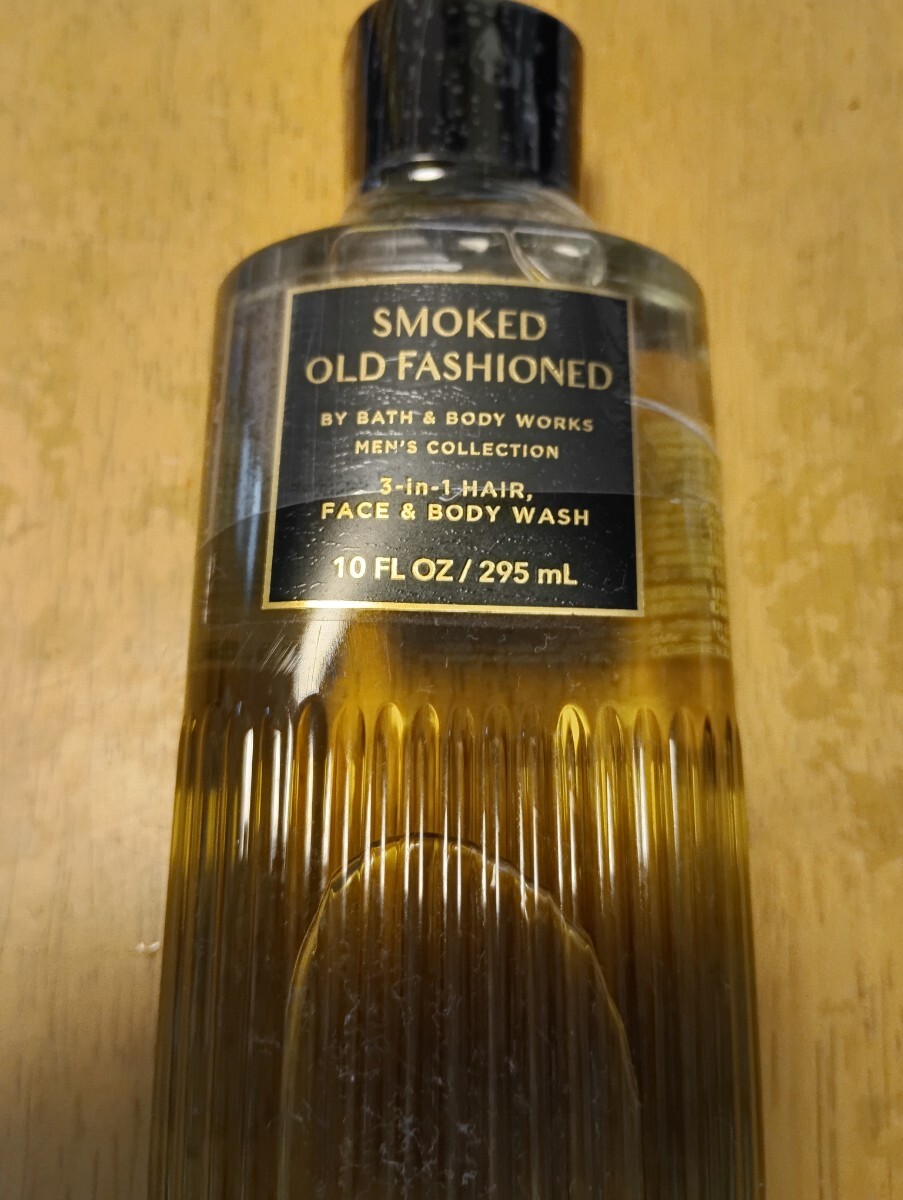 SMOKED
OLD FASHIONED
BY BATH & BODY WORKS
MEN'S COLLECTION
3-in-1 HAIR,
FACE & BODY WASH
10 FL OZ / 295 mL